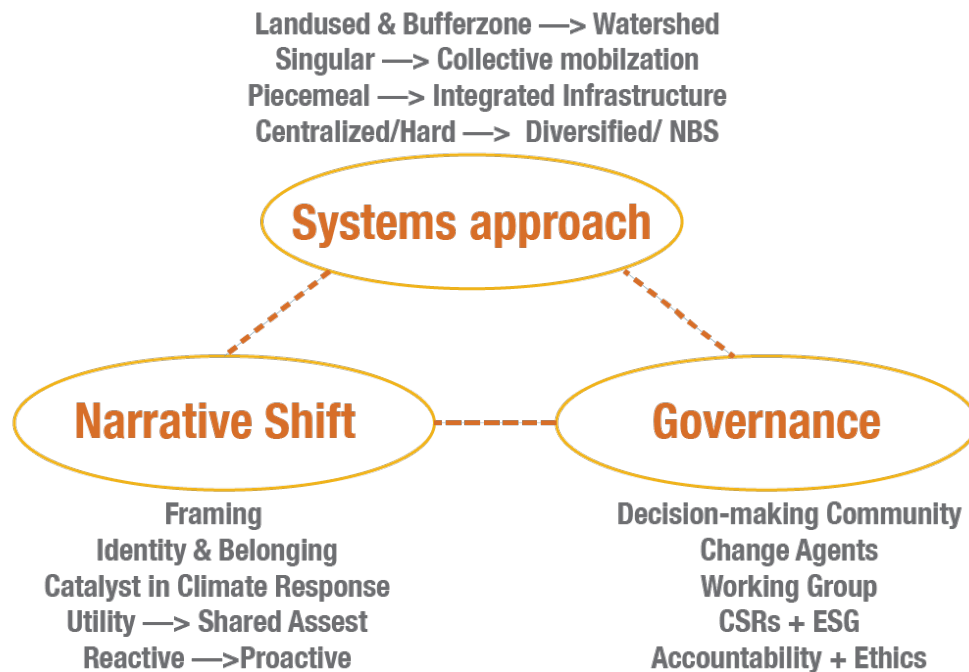 Landused & Bufferzone —> Watershed
Singular —> Collective mobilzation
Piecemeal —> Integrated Infrastructure
Centralized/Hard —> Diversified/ NBS
Systems approach
Narrative Shift
Governance
Framing
Identity & Belonging
Catalyst in Climate Response
Utility —> Shared Assest
Reactive —>Proactive
Decision-making Community
Change Agents
Working Group
CSRs + ESG
Accountability + Ethics